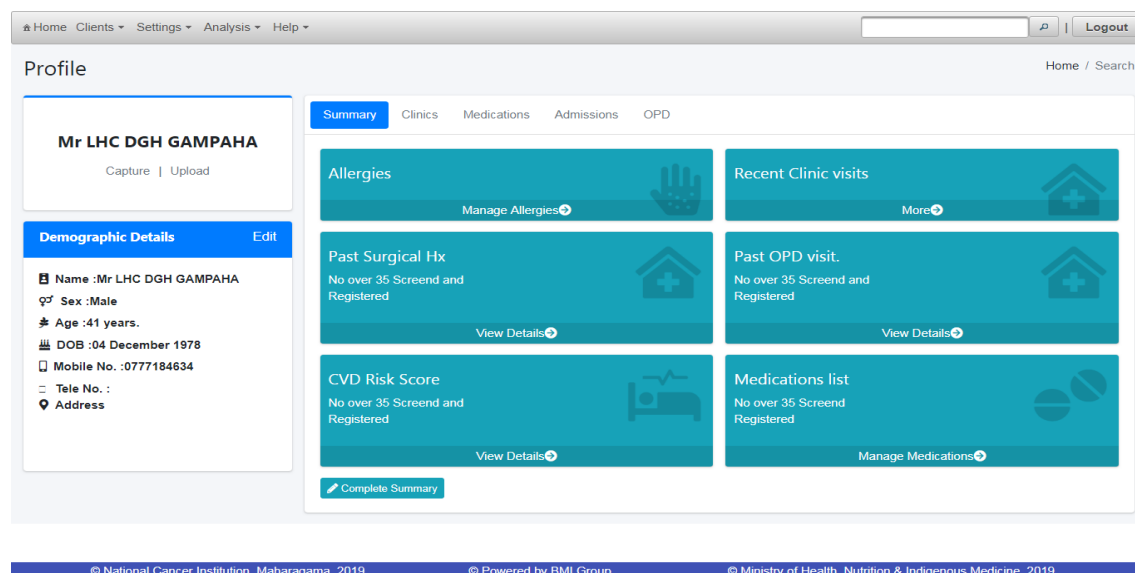 Home Clients Settings Analysis Help
| Logout
Profile
Home / Search
Mr LHC DGH GAMPAHA
Capture | Upload
Demographic Details Edit
Name :Mr LHC DGH GAMPAHA
Sex :Male
Age :41 years.
DOB :04 December 1978
Mobile No. :0777184634
Tele No. :
Address
Summary Clinics Medications Admissions OPD
Allergies
Manage Allergies
Recent Clinic visits
More
Past Surgical Hx
No over 35 Screend and
Registered
View Details
Past OPD visit.
No over 35 Screend and
Registered
View Details
CVD Risk Score
No over 35 Screend and
Registered
View Details
Medications list
No over 35 Screend
Registered
Manage Medications
Complete Summary
© National Cancer Institution, Maharagama, 2019 © Powered by BMI Group © Ministry of Health, Nutrition & Indigenous Medicine, 2019